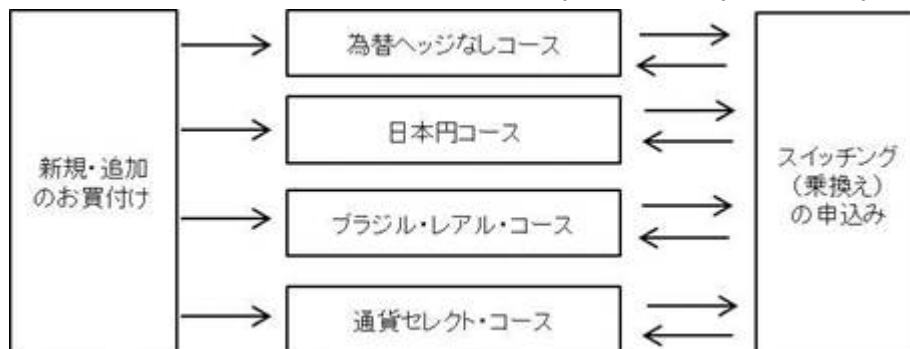 新規・追加
のお買付け
為替ヘッジなしコース
日本円コース
ブラジル・レアル・コース
通貨セレクト・コース
スイッチング
(乗換え)
の申込み